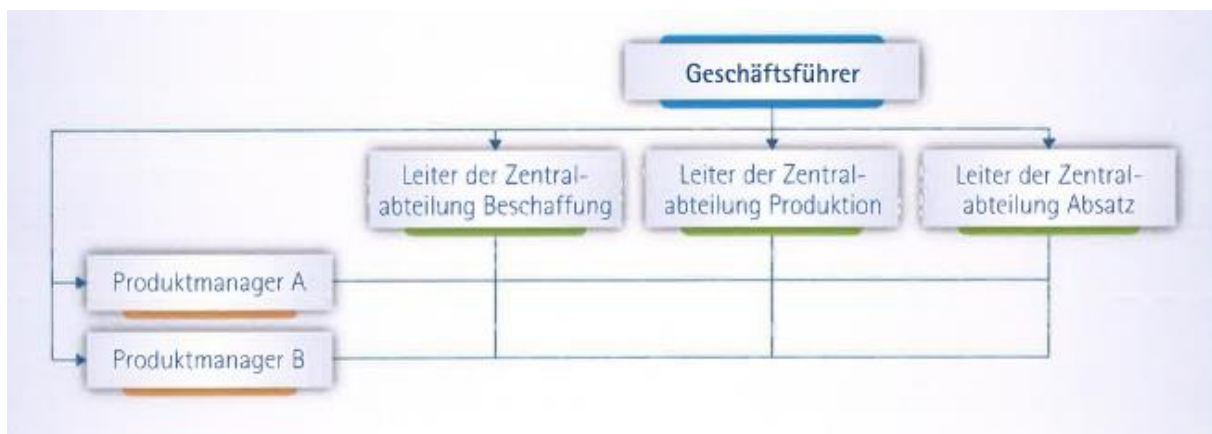 Geschäftsführer
Leiter der Zentral-
abteilung Beschaffung
Leiter der Zentral-
abteilung Produktion
Leiter der Zentral-
abteilung Absatz
Produktmanager A
Produktmanager B